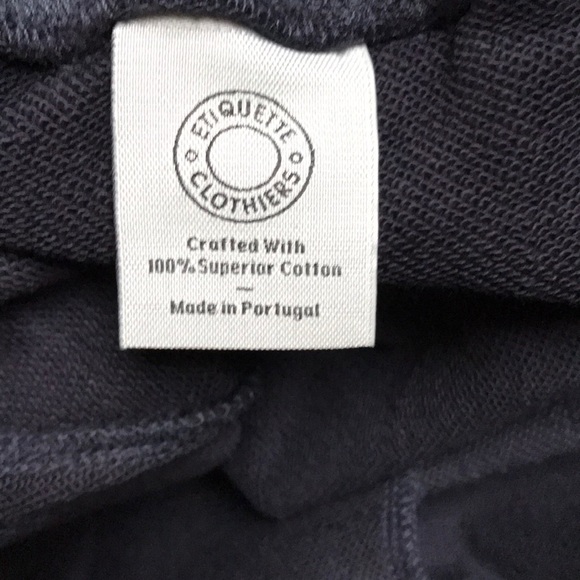 ETIQUETTE
CLOTHIERS
Crafted With
100% Superior Cotton
Made in Portugal